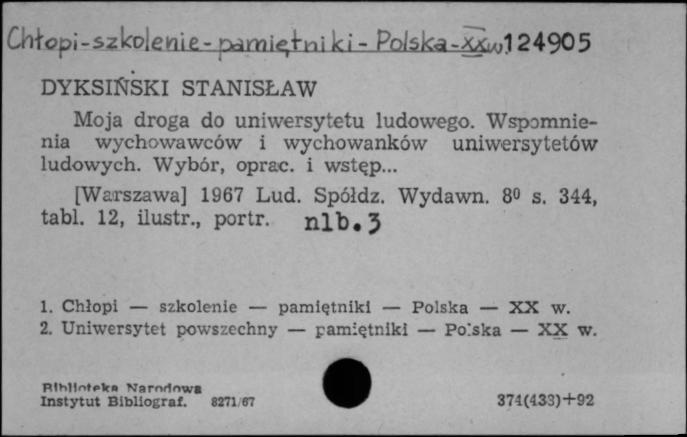 Chłopi-szkolenie-pamiętniki-Polska-XXw. 124905
DYKSIŃSKI STANISŁAW
Moja droga do uniwersytetu ludowego. Wspomnie-
nia wychowawców i wychowanków uniwersytetów
ludowych. Wybór, oprac. i wstęp...
[Warszawa] 1967 Lud. Spółdz. Wydawn. 8⁰ s. 344,
tabl. 12, ilustr., portr. nlb. 3
1. Chłopi — szkolenie — pamiętniki — Polska — XX w.
2. Uniwersytet powszechny — pamiętniki — Polska — XX w.
Biblioteka Narodowa
Instytut Bibliograf. 8271/67
374(433)+92